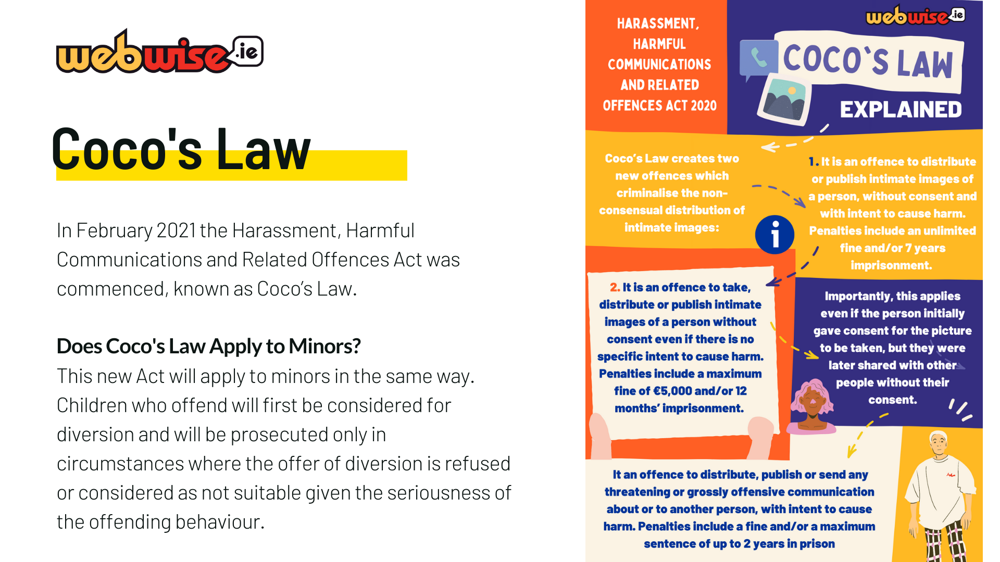 webwise.ie
Coco's Law
In February 2021 the Harassment, Harmful
Communications and Related Offences Act was
commenced, known as Coco’s Law.
Does Coco's Law Apply to Minors?
This new Act will apply to minors in the same way.
Children who offend will first be considered for
diversion and will be prosecuted only in
circumstances where the offer of diversion is refused
or considered as not suitable given the seriousness of
the offending behaviour.
HARASSMENT,
HARMFUL
COMMUNICATIONS
AND RELATED
OFFENCES ACT 2020
webwise.ie
COCO`S LAW
EXPLAINED
Coco’s Law creates two
new offences which
criminalise the non-
consensual distribution of
intimate images:
1. It is an offence to distribute
or publish intimate images of
a person, without consent and
with intent to cause harm.
Penalties include an unlimited
fine and/or 7 years
imprisonment.
i
2. It is an offence to take,
distribute or publish intimate
images of a person without
consent even if there is no
specific intent to cause harm.
Penalties include a maximum
fine of €5,000 and/or 12
months’ imprisonment.
Importantly, this applies
even if the person initially
gave consent for the picture
to be taken, but they were
later shared with other
people without their
consent.
It an offence to distribute, publish or send any
threatening or grossly offensive communication
about or to another person, with intent to cause
harm. Penalties include a fine and/or a maximum
sentence of up to 2 years in prison